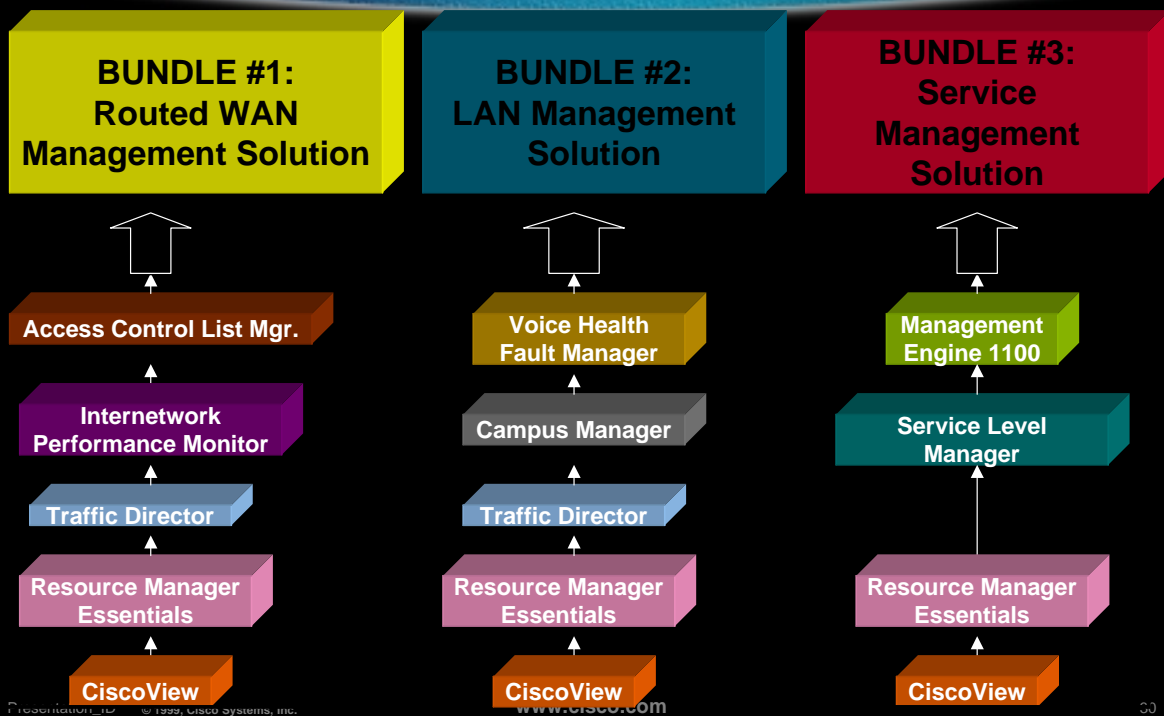 BUNDLE #1:
Routed WAN
Management Solution
BUNDLE #2:
LAN Management
Solution
BUNDLE #3:
Service
Management
Solution
Access Control List Mgr.
Internetwork
Performance Monitor
Traffic Director
Resource Manager
Essentials
CiscoView
Voice Health
Fault Manager
Campus Manager
Traffic Director
Resource Manager
Essentials
CiscoView
Management
Engine 1100
Service Level
Manager
Resource Manager
Essentials
CiscoView
Presentation_ID © 1999, Cisco Systems, Inc. www.cisco.com